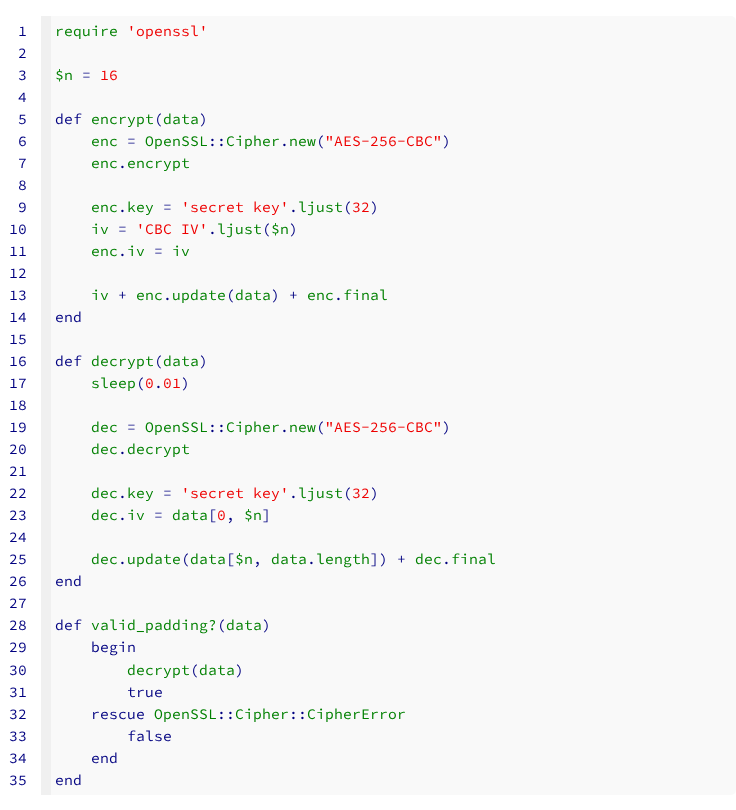 1 require 'openssl'
2
3 $n = 16
4
5 def encrypt(data)
6     enc = OpenSSL::Cipher.new("AES-256-CBC")
7     enc.encrypt
8
9     enc.key = 'secret key'.ljust(32)
10     iv = 'CBC IV'.ljust($n)
11     enc.iv = iv
12
13     iv + enc.update(data) + enc.final
14 end
15
16 def decrypt(data)
17     sleep(0.01)
18
19     dec = OpenSSL::Cipher.new("AES-256-CBC")
20     dec.decrypt
21
22     dec.key = 'secret key'.ljust(32)
23     dec.iv = data[0, $n]
24
25     dec.update(data[$n, data.length]) + dec.final
26 end
27
28 def valid_padding?(data)
29     begin
30         decrypt(data)
31         true
32     rescue OpenSSL::Cipher::CipherError
33         false
34     end
35 end